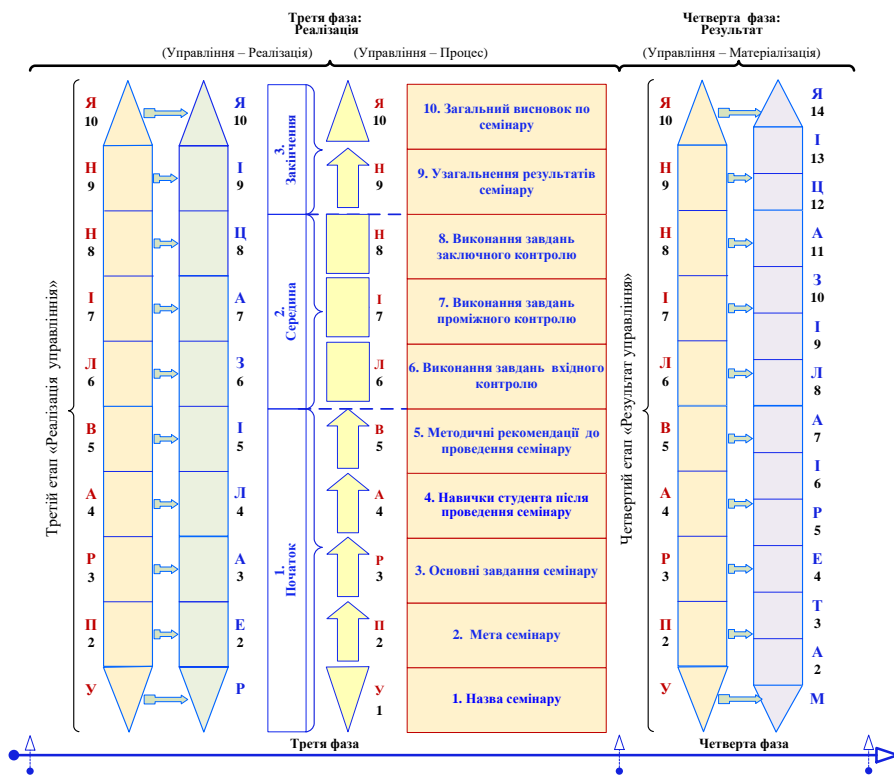 Третя фаза:
Реалізація
Четверта фаза:
Результат
(Управління – Реалізація)
(Управління – Процес)
(Управління – Матеріалізація)
Третій етап «Реалізація управлінняія»
Я
10
Н
9
Н
8
І
7
Л
6
В
5
А
4
Р
3
П
2
У
Я
10
І
9
Ц
8
А
7
З
6
І
5
Л
4
А
3
Е
2
Р
3.
Закінчення
2.
Середина
1.
Початок
Я
10
Н
9
Н
8
І
7
Л
6
В
5
А
4
Р
3
П
2
У
1
10. Загальний висновок по
семінару
9. Узагальнення результатів
семінару
8. Виконання завдань
заключного контролю
7. Виконання завдань
проміжного контролю
6. Виконання завдань вхідного
контролю
5. Методичні рекомендації до
проведення семінару
4. Навички студента після
проведення семінару
3. Основні завдання семінару
2. Мета семінару
1. Назва семінару
Четвертий етап «Результат управління»
Я
10
Н
9
Н
8
І
7
Л
6
В
5
А
4
Р
3
П
2
У
Я
14
І
13
Ц
12
А
11
З
10
І
9
Л
8
А
7
І
6
Р
5
Е
4
Т
3
А
2
М
Третя фаза
Четверта фаза